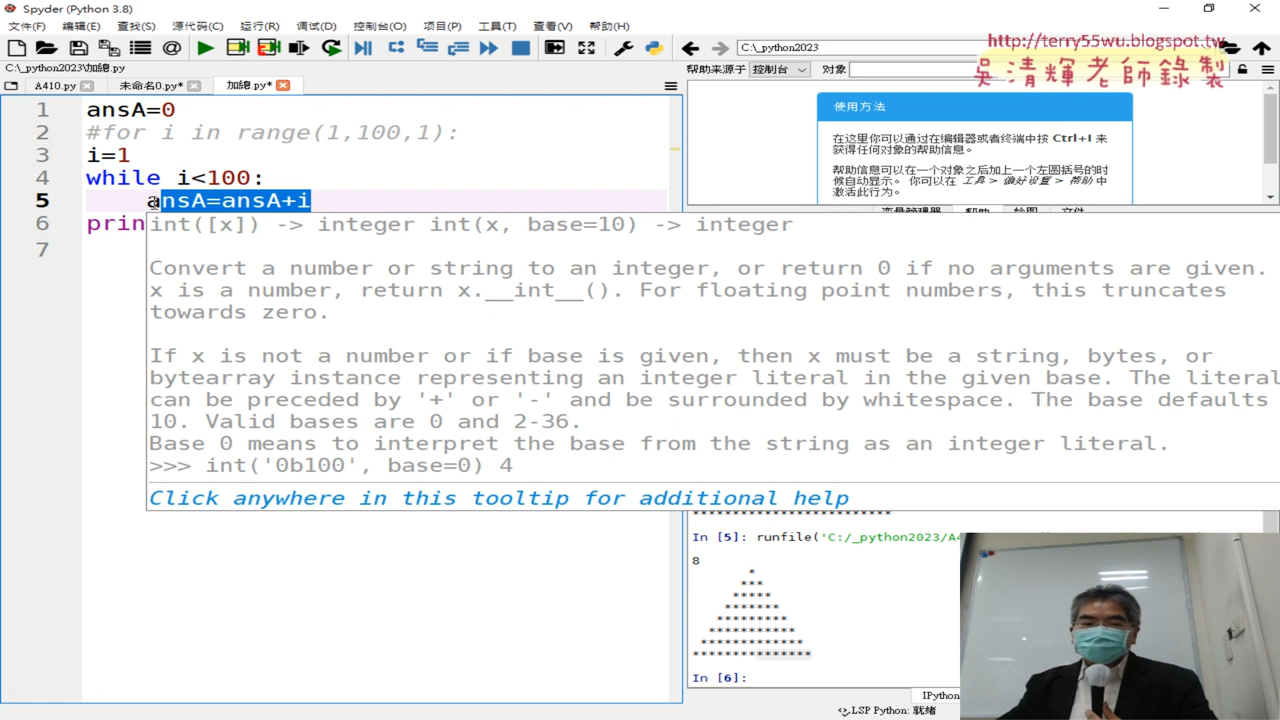 Spyder (Python 3.8)
文件(F) 编辑(E) 查找(S) 源代码(C) 运行(R) 调试(D) 控制台(O) 项目(P) 工具(T) 查看(V) 帮助(H)
C:\_python2023
http://terry55wu.blogspot.tw
吳清輝老師錄製
C:\_python2023\加總.py
帮助来源于 控制台 对象
A410.py
未命名0.py*
加總.py*
1 ansA=0
2 #for i in range(1,100,1):
3 i=1
4 while i<100:
5 ansA=ansA+i
6 prin
7
int([x]) -> integer int(x, base=10) -> integer
Convert a number or string to an integer, or return 0 if no arguments are given.
x is a number, return x.__int__(). For floating point numbers, this truncates
towards zero.
If x is not a number or if base is given, then x must be a string, bytes, or
bytearray instance representing an integer literal in the given base. The literal
can be preceded by '+' or '-' and be surrounded by whitespace. The base defaults
10. Valid bases are 0 and 2-36.
Base 0 means to interpret the base from the string as an integer literal.
>>> int('0b100', base=0) 4
Click anywhere in this tooltip for additional help
使用方法
在这里你可以通过在编辑器或者终端中按 Ctrl+I 来
获得任何对象的帮助信息。
帮助信息可以在一个对象之后加上一个左圆括号的时
候自动显示。你可以在 工具 > 偏好设置 > 帮助 中
激活此行为。
变量管理器 帮助 绘图 文件
*************************
In [5]: runfile('C:/_python2023/A4
8
*
***
*****
*******
*********
***********
*************
***************
In [6]:
IPython
LSP Python: 就绪